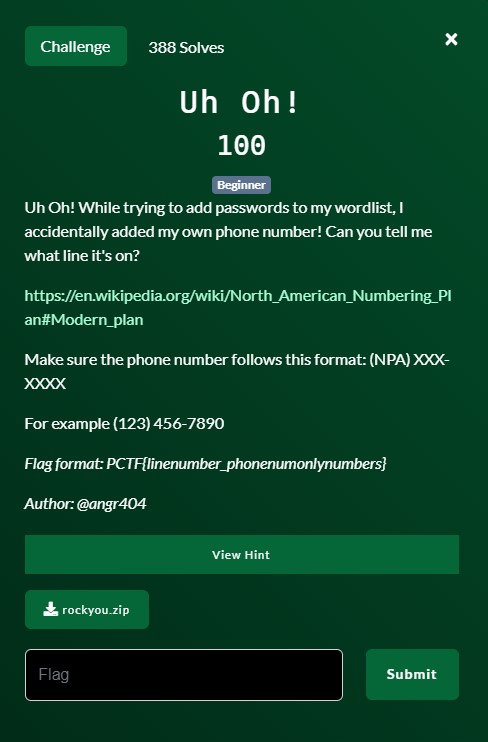 Challenge
388 Solves
×
Uh Oh!
100
Beginner
Uh Oh! While trying to add passwords to my wordlist, I
accidentally added my own phone number! Can you tell me
what line it's on?
https://en.wikipedia.org/wiki/North_American_Numbering_Pl
an#Modern_plan
Make sure the phone number follows this format: (NPA) XXX-
XXXX
For example (123) 456-7890
Flag format: PCTF{linenumber_phonenumonlynumbers}
Author: @angr404
View Hint
rockyou.zip
Flag
Submit